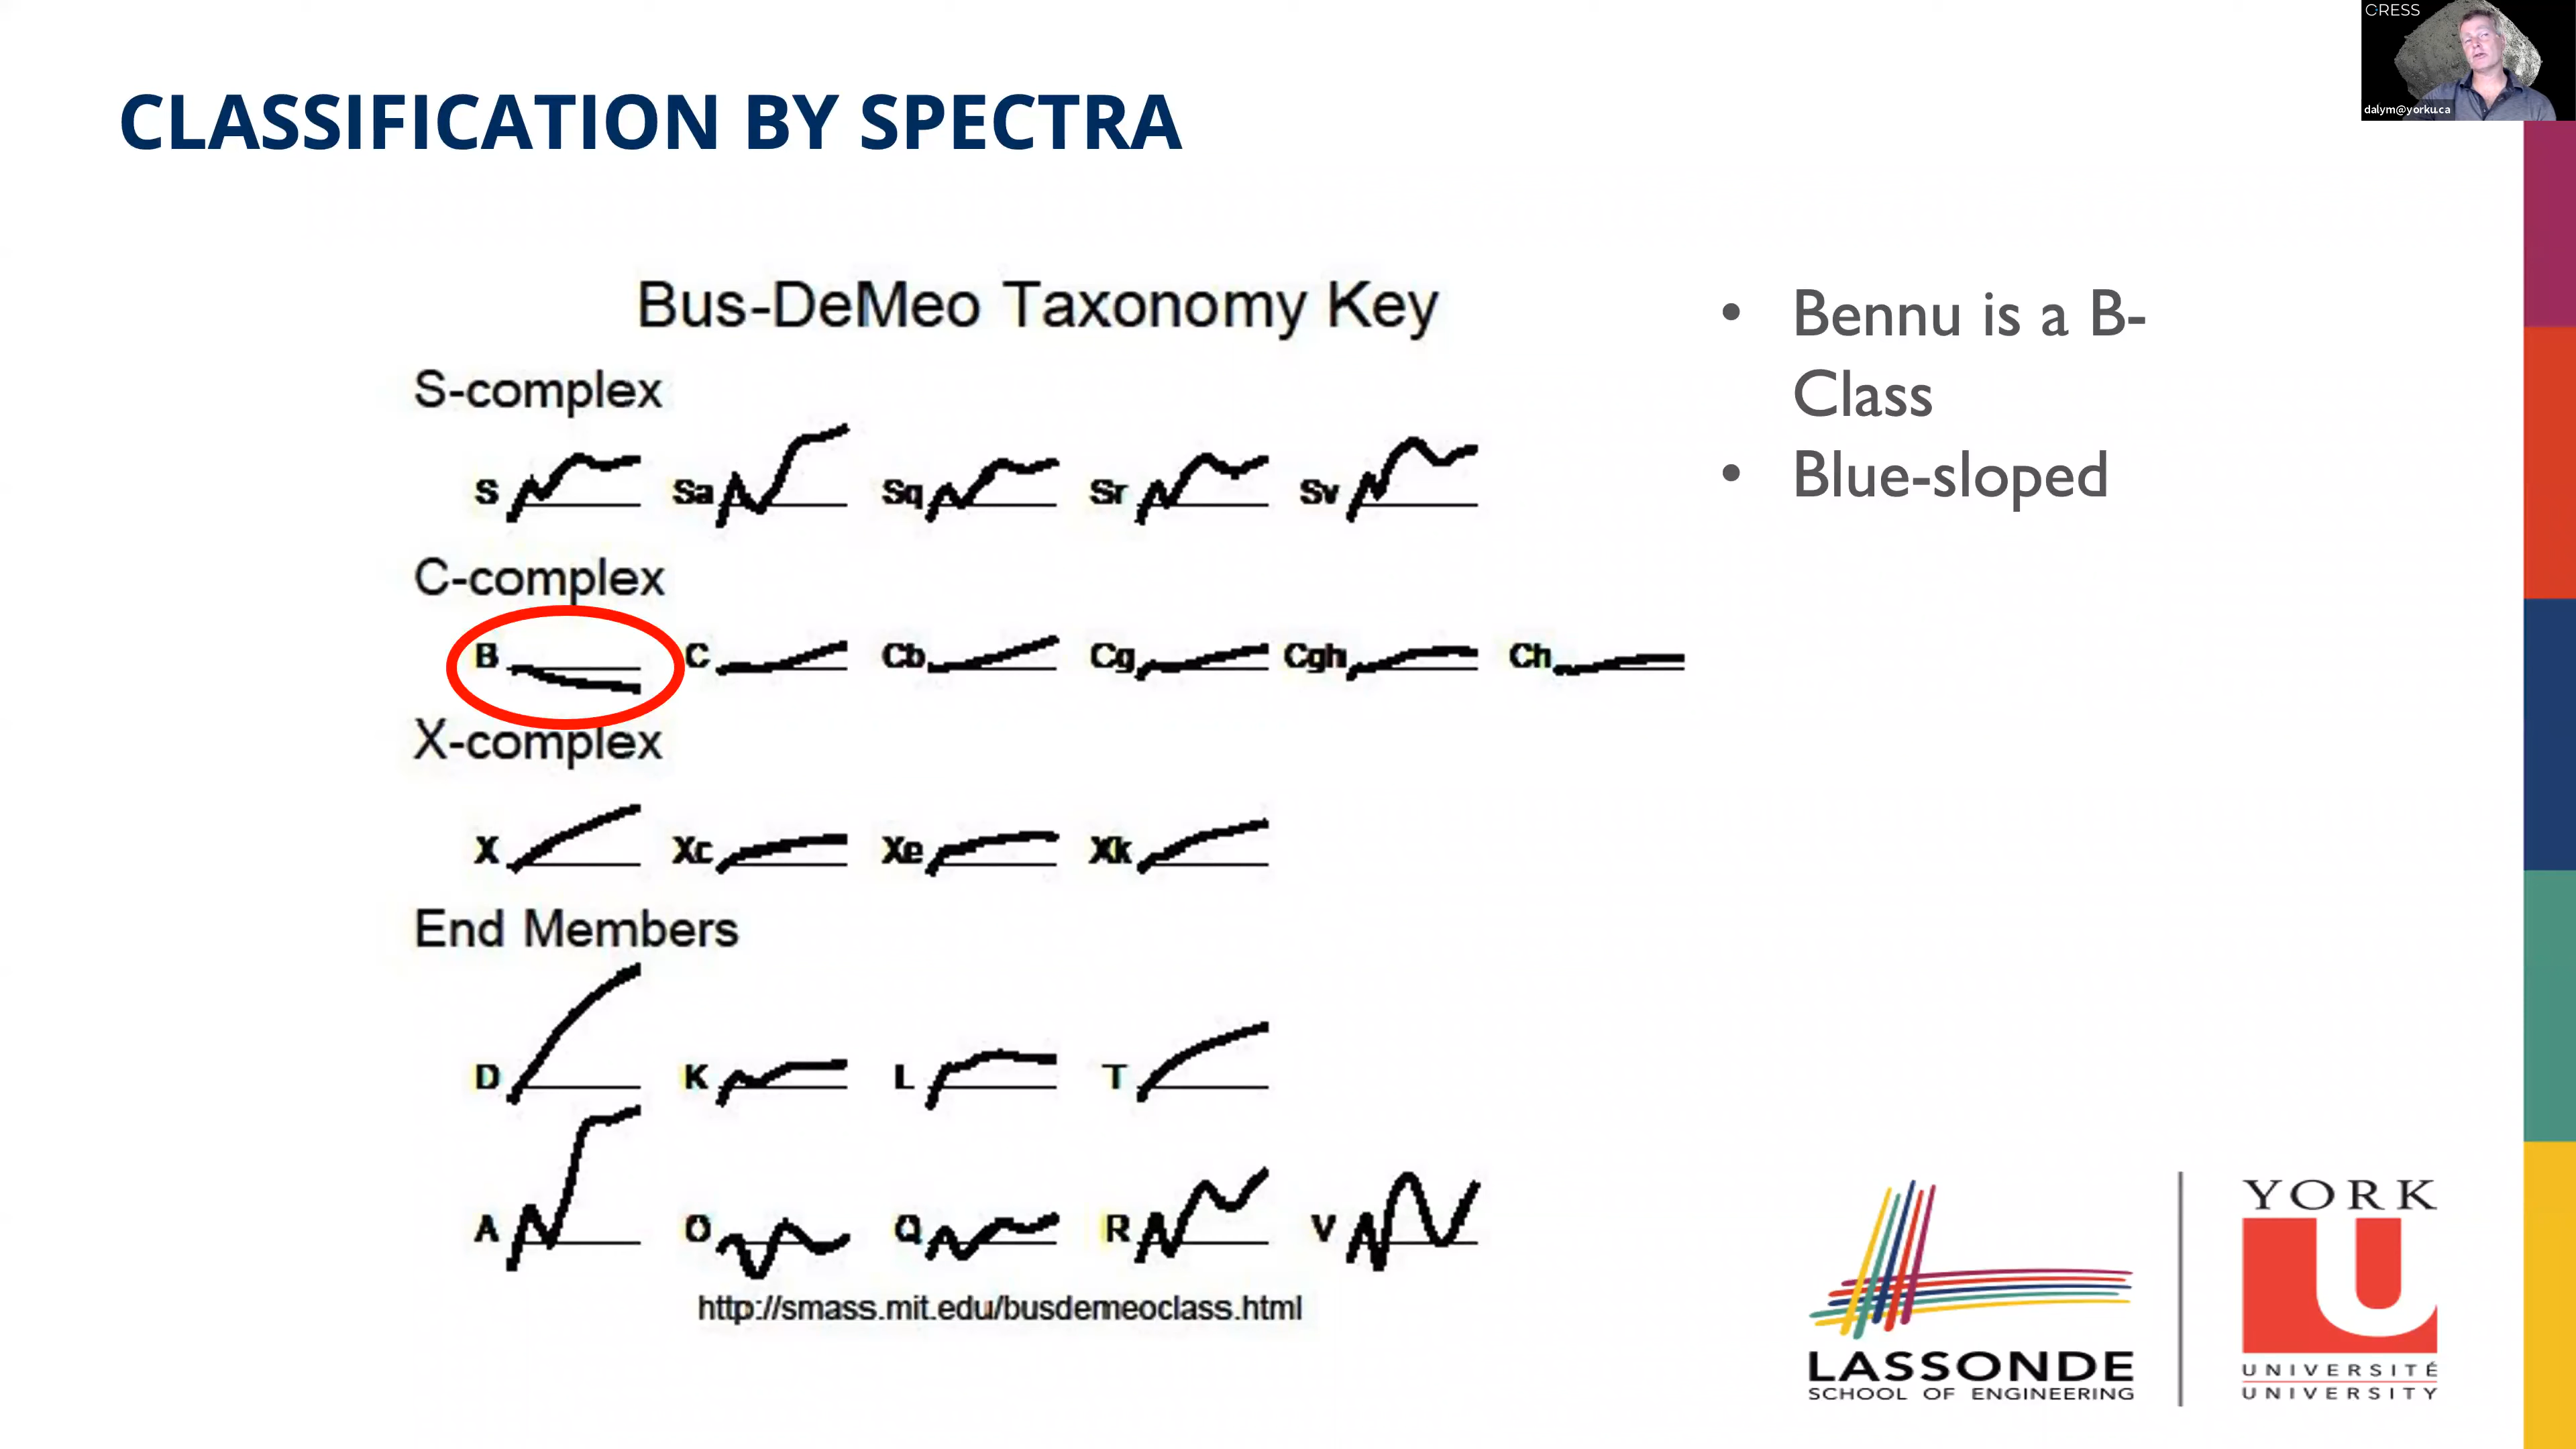 CRESS
dalym@yorku.ca
CLASSIFICATION BY SPECTRA
Bus-DeMeo Taxonomy Key
S-complex
S Sa Sq Sr Sv
C-complex
B C Cb Cg Cgh Ch
X-complex
X Xc Xe Xk
End Members
D K L T
A O Q R V
http://smass.mit.edu/busdemeoclass.html
• Bennu is a B-
Class
• Blue-sloped
LASSONDE
SCHOOL OF ENGINEERING
YORK
U
UNIVERSITÉ
UNIVERSITY